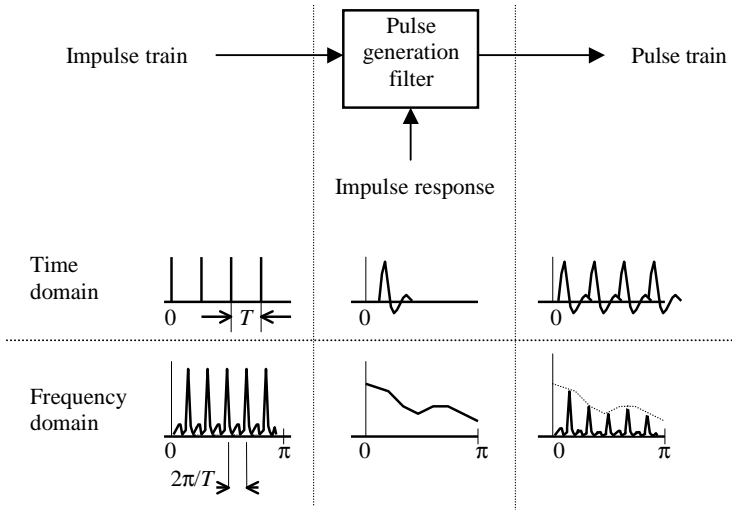 Impulse train
Pulse
generation
filter
Pulse train
Impulse response
Time
domain
0
T
0
0
Frequency
domain
0
π
0
π
0
π
2π/T